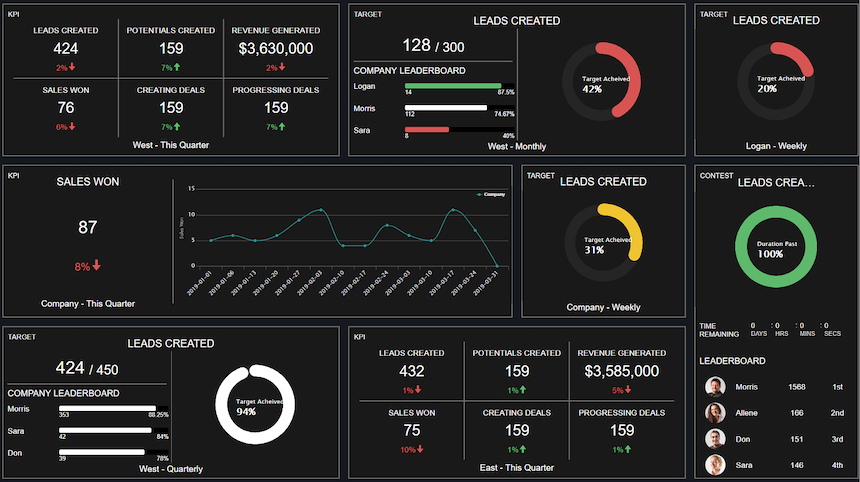 KPI
LEADS CREATED
424
2%
POTENTIALS CREATED
159
7%
REVENUE GENERATED
$3,630,000
2%
SALES WON
76
6%
CREATING DEALS
159
7%
PROGRESSING DEALS
159
7%
West - This Quarter
TARGET
LEADS CREATED
128 / 300
COMPANY LEADERBOARD
Logan
14
87.5%
Morris
112
74.67%
Sara
8
40%
Target Acheived
42%
West - Monthly
TARGET
LEADS CREATED
Target Acheived
20%
Logan - Weekly
KPI
SALES WON
87
8%
Company - This Quarter
Company
Sales Won
15
10
5
0
2019-01-01
2019-01-06
2019-01-13
2019-01-20
2019-01-27
2019-02-03
2019-02-10
2019-02-17
2019-02-24
2019-03-03
2019-03-10
2019-03-17
2019-03-24
2019-03-31
TARGET
LEADS CREATED
Target Acheived
31%
Company - Weekly
CONTEST
LEADS CREA...
Duration Past
100%
TIME REMAINING
0 : 0 : 0 : 0
DAYS HRS MINS SECS
LEADERBOARD
Morris 1568 1st
Allene 166 2nd
Don 151 3rd
Sara 146 4th
TARGET
LEADS CREATED
424 / 450
COMPANY LEADERBOARD
Morris
353
88.25%
Sara
42
84%
Don
39
78%
Target Acheived
94%
West - Quarterly
KPI
LEADS CREATED
432
1%
POTENTIALS CREATED
159
1%
REVENUE GENERATED
$3,585,000
5%
SALES WON
75
10%
CREATING DEALS
159
1%
PROGRESSING DEALS
159
1%
East - This Quarter